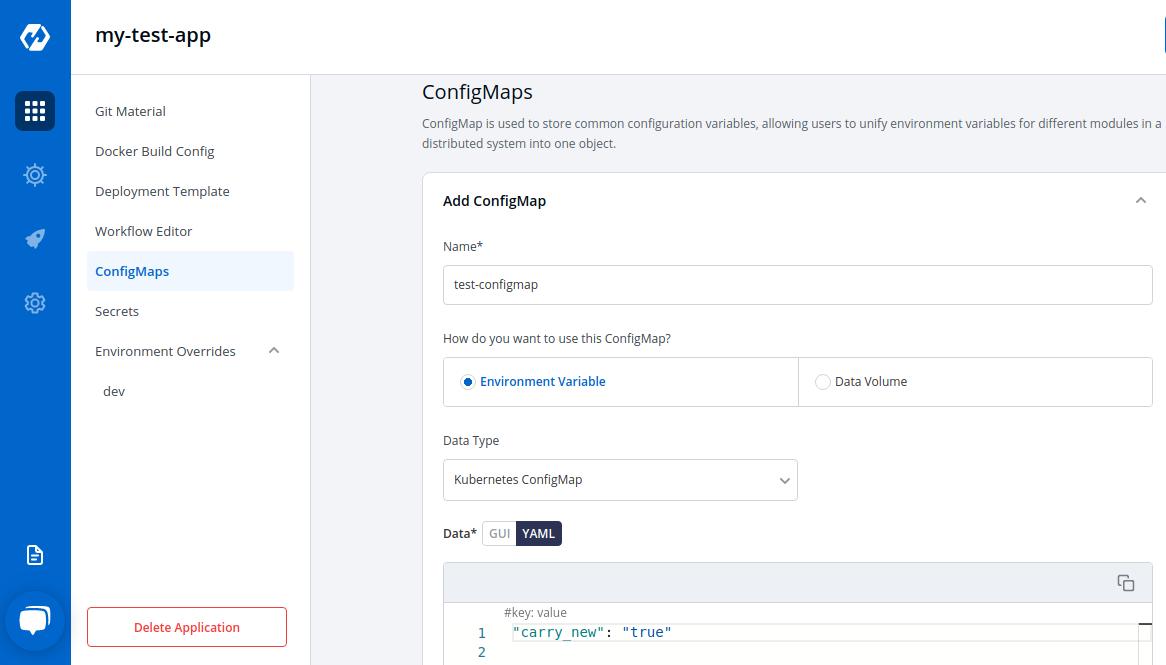 my-test-app
Git Material
Docker Build Config
Deployment Template
Workflow Editor
ConfigMaps
Secrets
Environment Overrides
dev
Delete Application
ConfigMaps
ConfigMap is used to store common configuration variables, allowing users to unify environment variables for different modules in a
distributed system into one object.
Add ConfigMap
Name*
test-configmap
How do you want to use this ConfigMap?
Environment Variable
Data Volume
Data Type
Kubernetes ConfigMap
Data* GUI YAML
#key: value
1 "carry_new": "true"
2